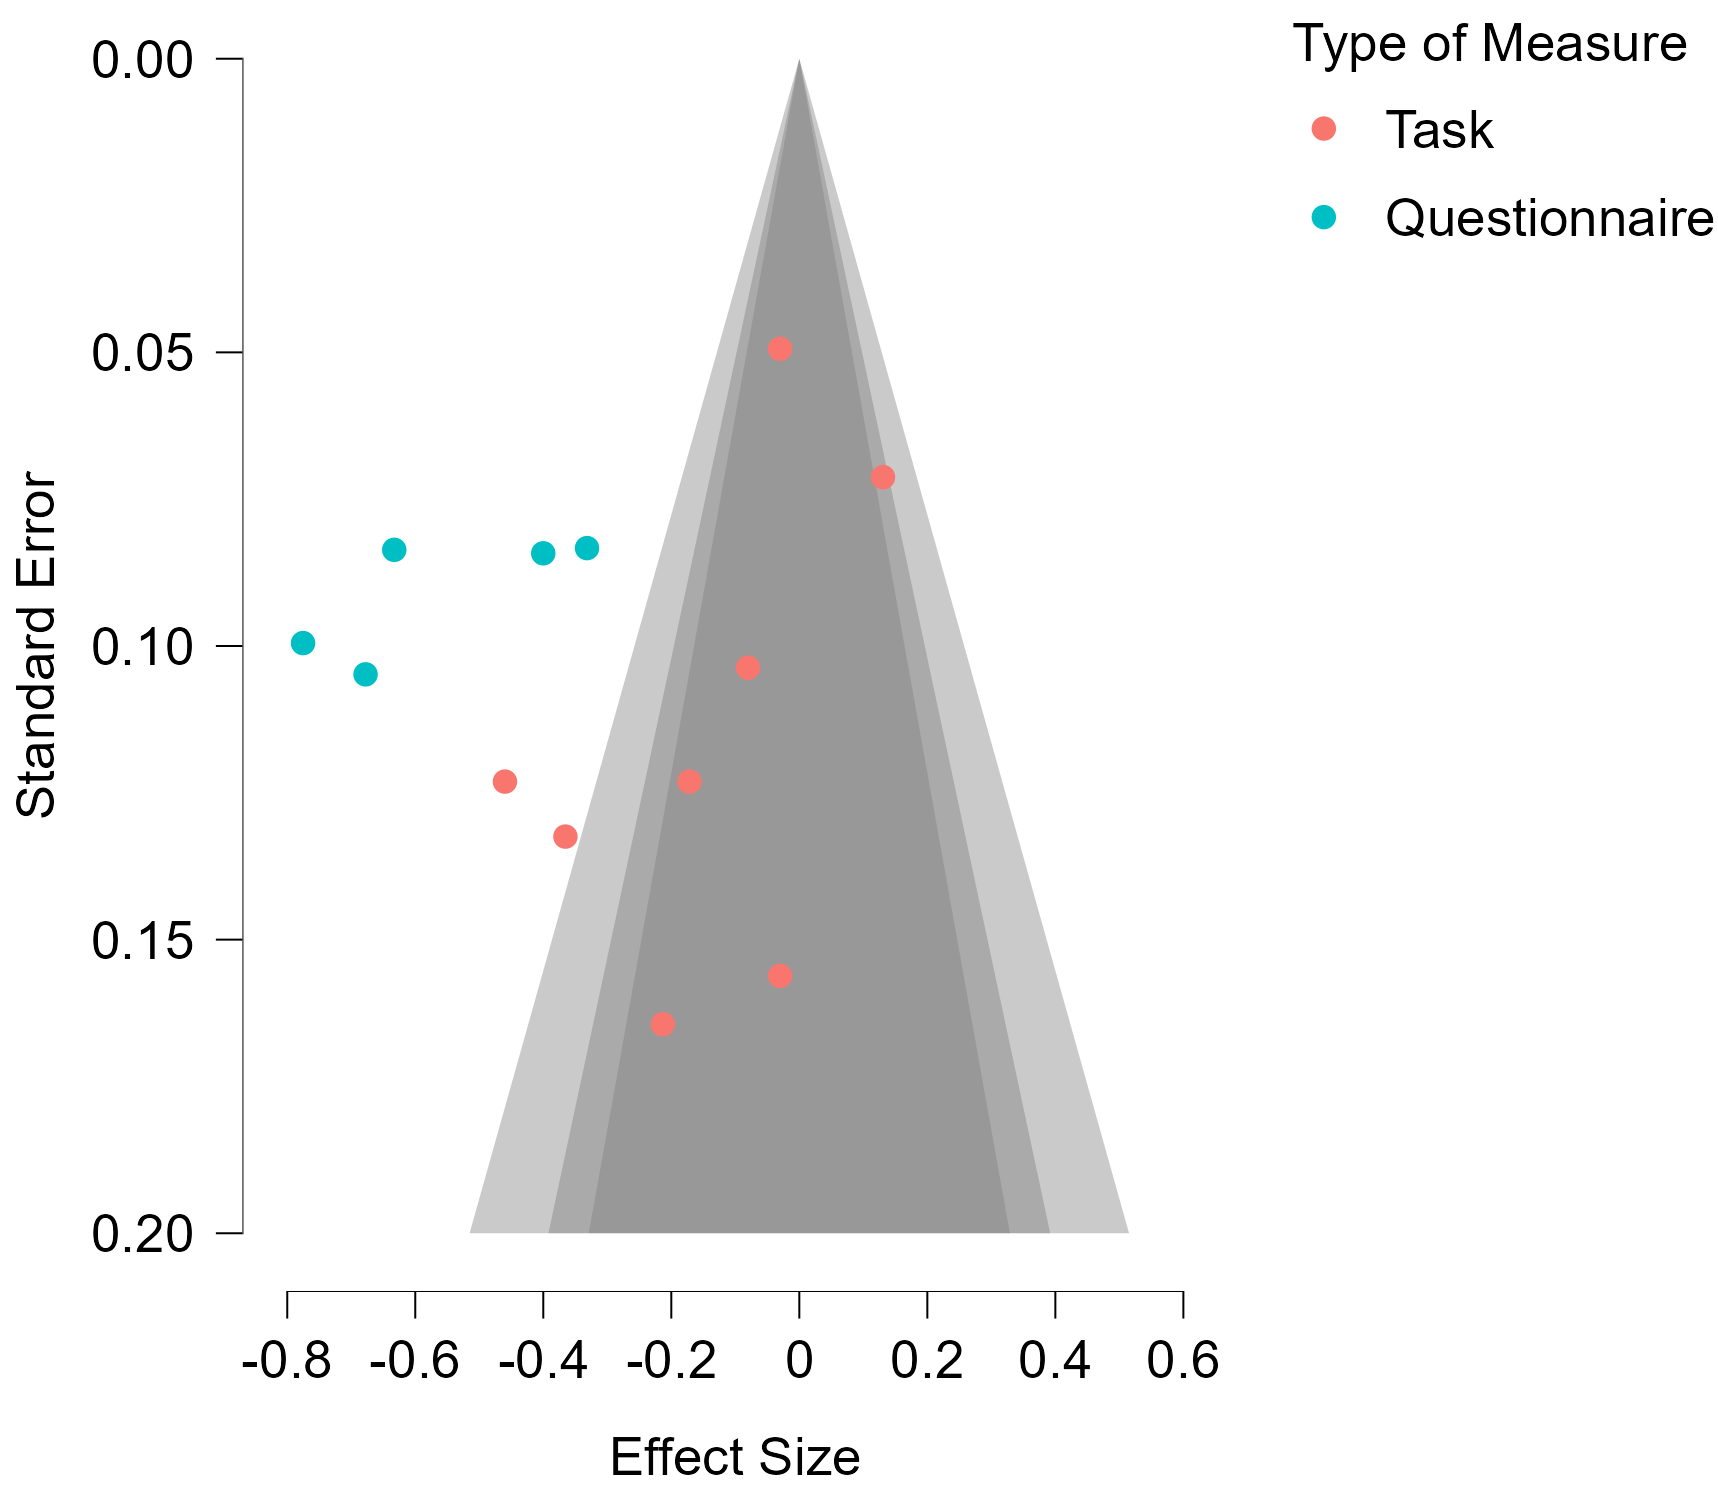 Type of Measure
Task
Questionnaire
0.00
0.05
0.10
0.15
0.20
Standard Error
-0.8 -0.6 -0.4 -0.2 0 0.2 0.4 0.6
Effect Size